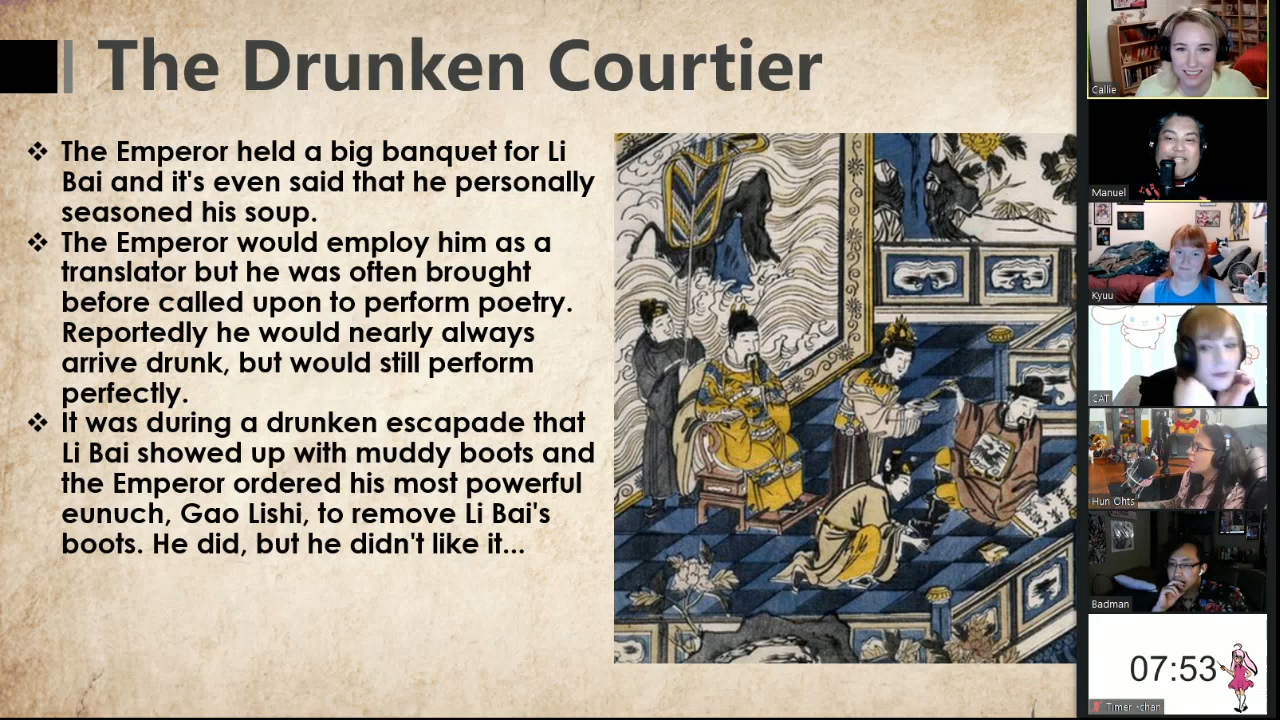 The Drunken Courtier
❖ The Emperor held a big banquet for Li
Bai and it's even said that he personally
seasoned his soup.
❖ The Emperor would employ him as a
translator but he was often brought
before called upon to perform poetry.
Reportedly he would nearly always
arrive drunk, but would still perform
perfectly.
❖ It was during a drunken escapade that
Li Bai showed up with muddy boots and
the Emperor ordered his most powerful
eunuch, Gao Lishi, to remove Li Bai's
boots. He did, but he didn't like it...
Callie
Manuel
Kyuu
CAT
Hun Ohts
Badman
07:53
Timer -chan